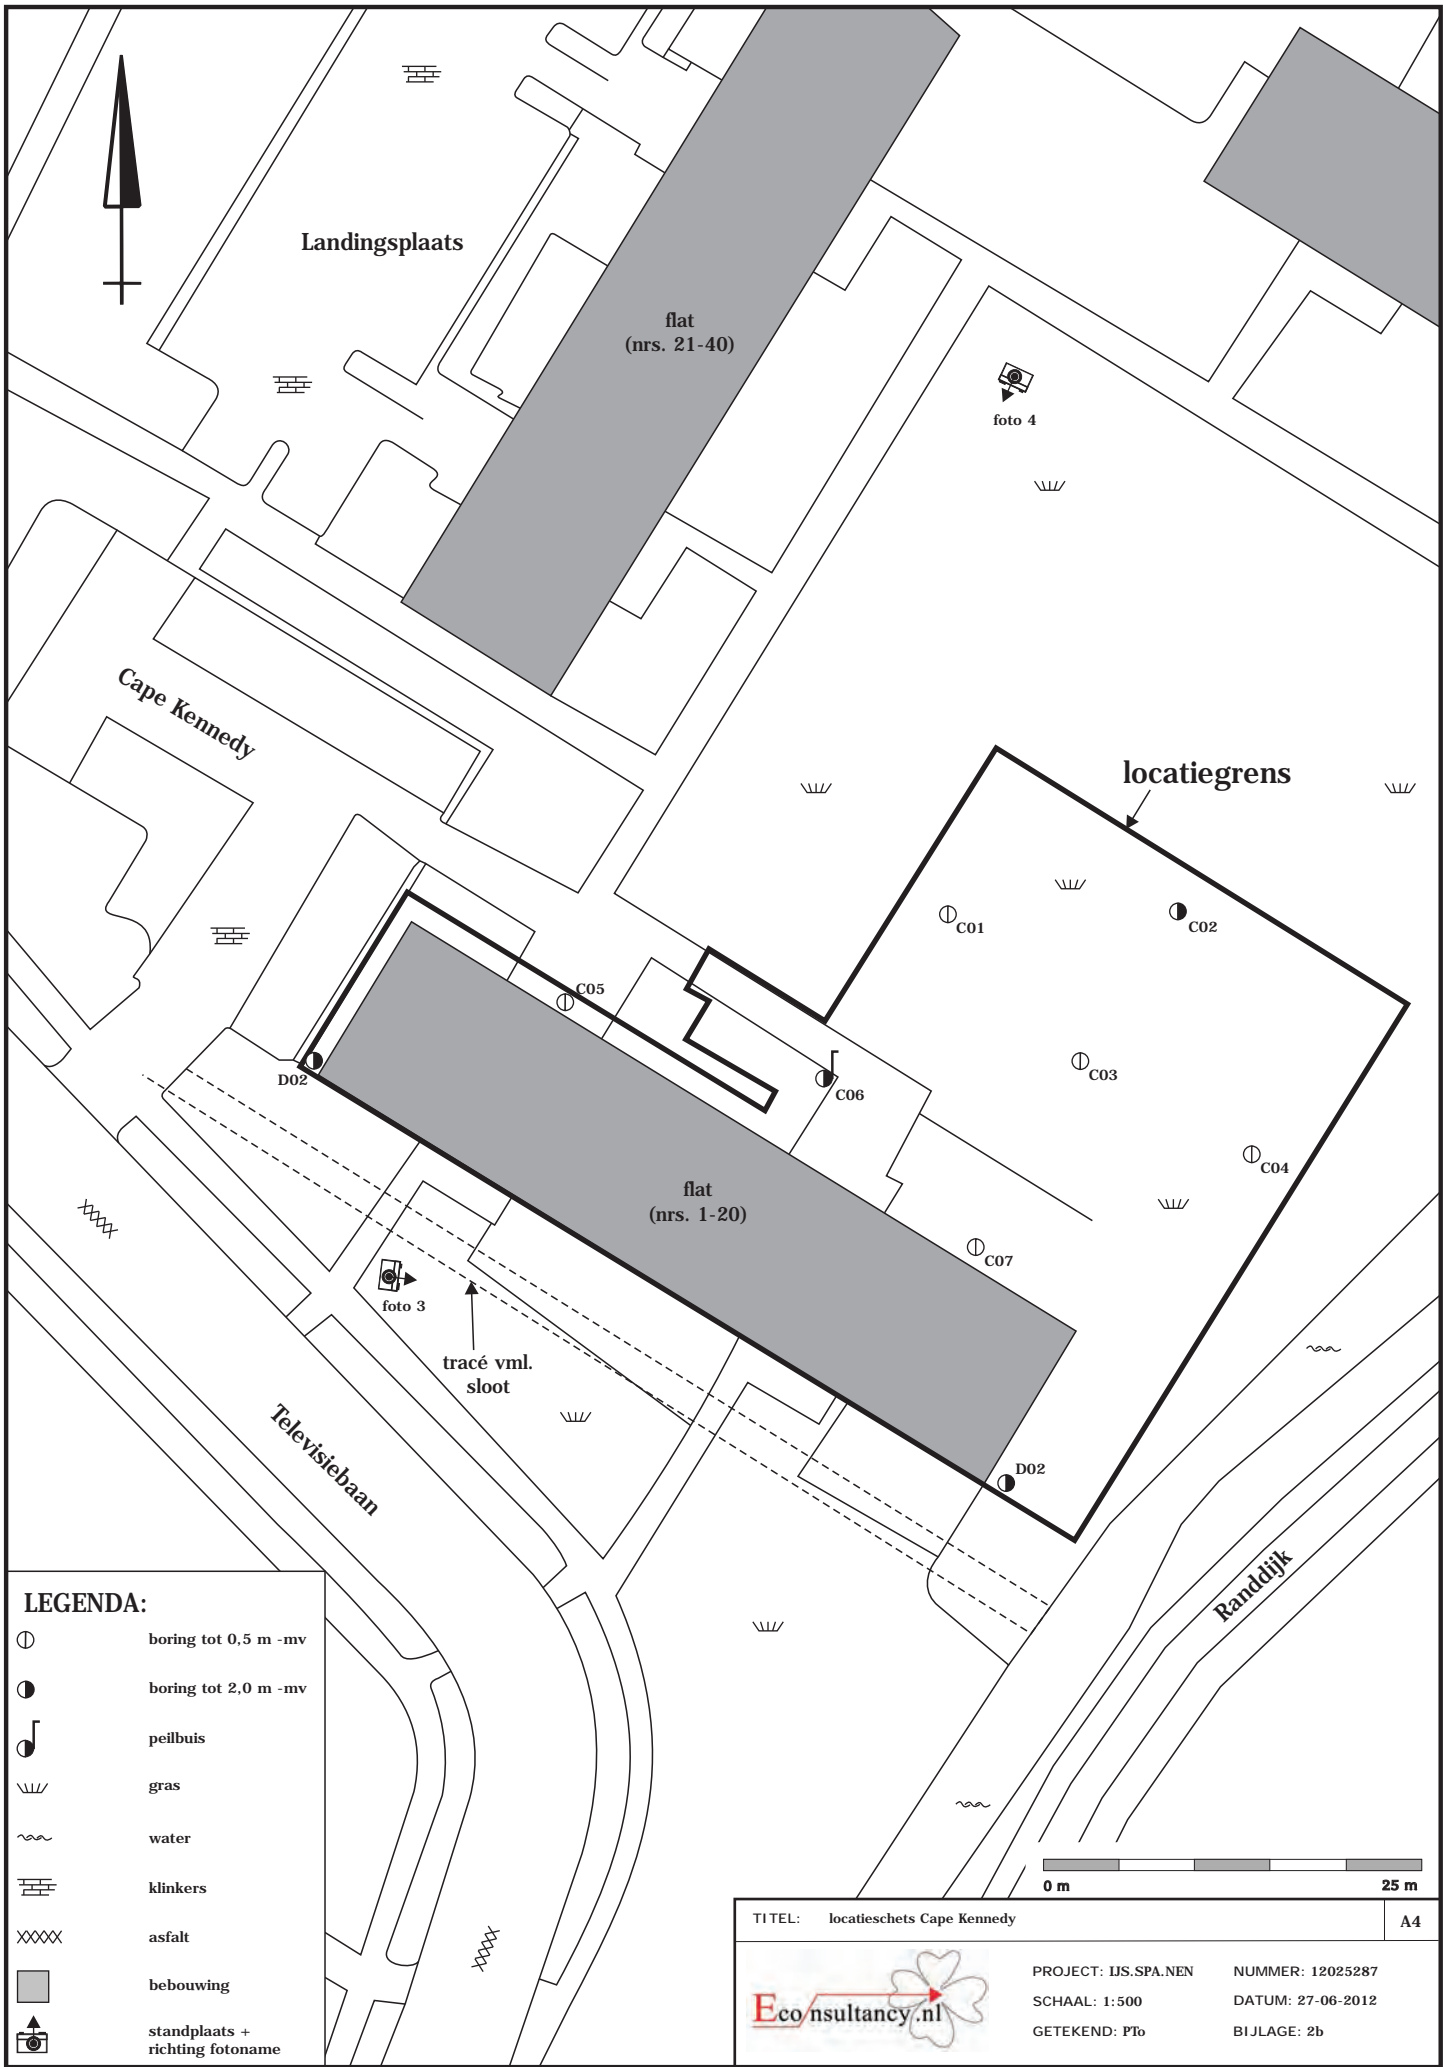 Landingsplaats
flat
(nrs. 21-40)
foto 4
Cape Kennedy
locatiegrens
C01
C02
C05
D02
C06
C03
C04
flat
(nrs. 1-20)
C07
foto 3
tracé vml.
sloot
Televisiebaan
D02
Randdijk
LEGENDA:
boring tot 0,5 m -mv
boring tot 2,0 m -mv
peilbuis
gras
water
klinkers
asfalt
bebouwing
standplaats +
richting fotoname
0 m 25 m
TITEL: locatieschets Cape Kennedy A4
Econsultancy.nl
PROJECT: IJS.SPA.NEN NUMMER: 12025287
SCHAAL: 1:500 DATUM: 27-06-2012
GETEKEND: PTo BIJLAGE: 2b